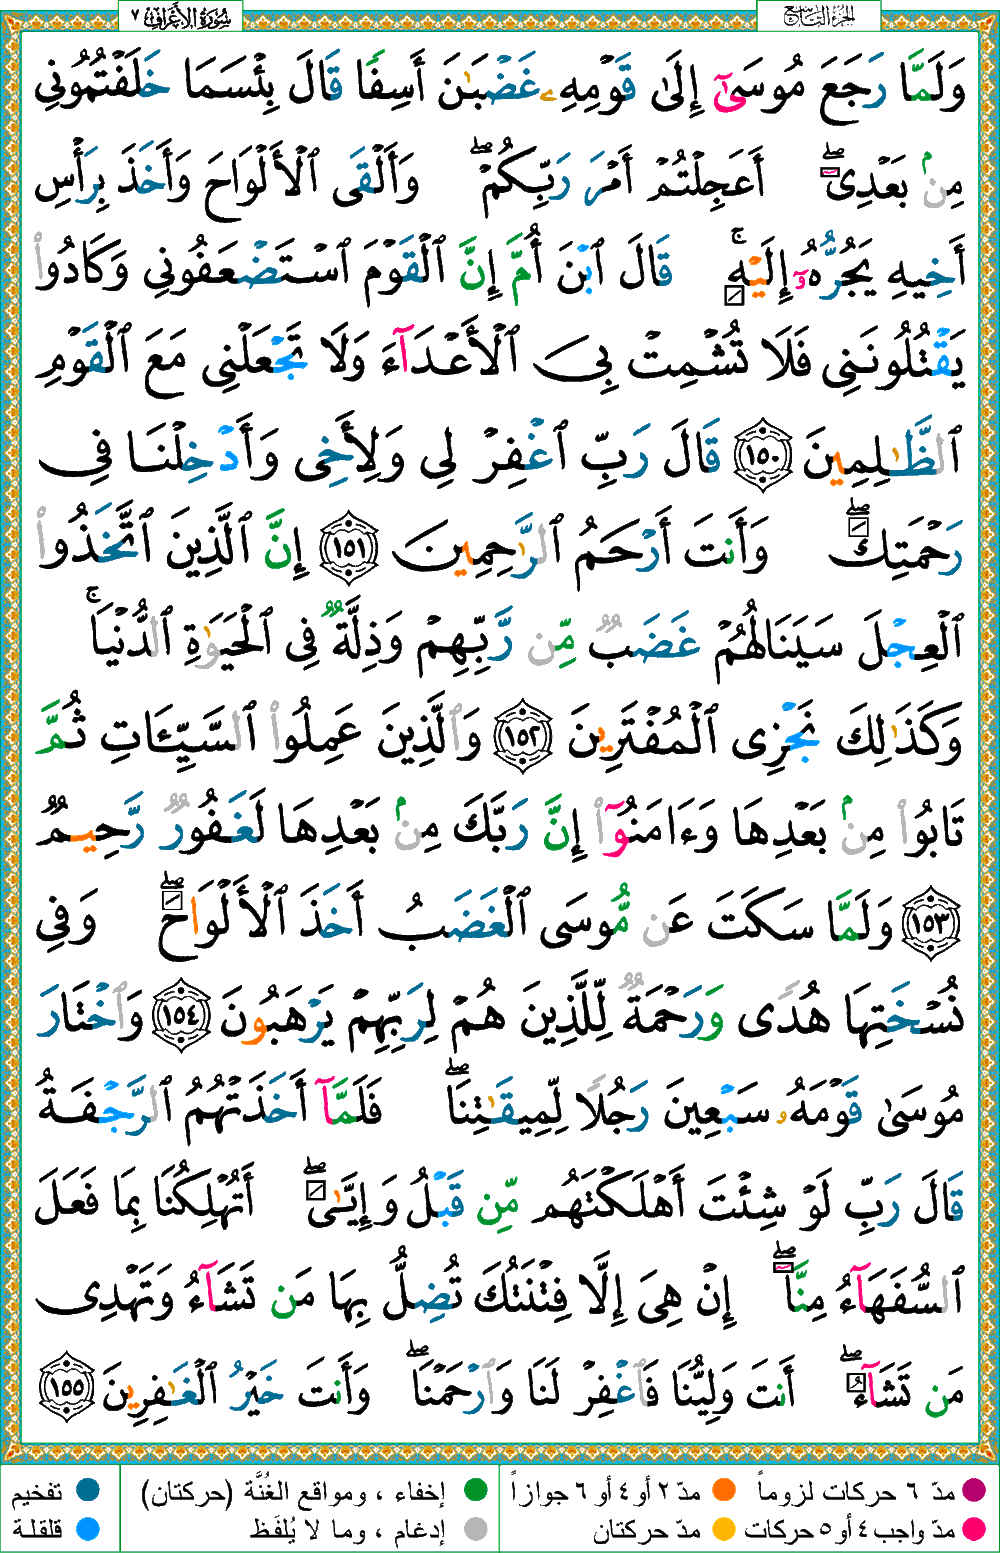 الجزء التاسع
سورة الأعراف ٧
وَلَمَّا رَجَعَ مُوسَىٰٓ إِلَىٰ قَوْمِهِۦ غَضْبَٰنَ أَسِفًا قَالَ بِئْسَمَا خَلَفْتُمُونِى
مِنۢ بَعْدِىٓ ۖ أَعَجِلْتُمْ أَمْرَ رَبِّكُمْ ۖ وَأَلْقَى ٱلْأَلْوَاحَ وَأَخَذَ بِرَأْسِ
أَخِيهِ يَجُرُّهُۥٓ إِلَيْهِ ۚ قَالَ ٱبْنَ أُمَّ إِنَّ ٱلْقَوْمَ ٱسْتَضْعَفُونِى وَكَادُوا۟
يَقْتُلُونَنِى فَلَا تُشْمِتْ بِىَ ٱلْأَعْدَآءَ وَلَا تَجْعَلْنِى مَعَ ٱلْقَوْمِ
ٱلظَّٰلِمِينَ ١٥٠ قَالَ رَبِّ ٱغْفِرْ لِى وَلِأَخِى وَأَدْخِلْنَا فِى
رَحْمَتِكَ ۖ وَأَنتَ أَرْحَمُ ٱلرَّٰحِمِينَ ١٥١ إِنَّ ٱلَّذِينَ ٱتَّخَذُوا۟
ٱلْعِجْلَ سَيَنَالُهُمْ غَضَبٌ مِّن رَّبِّهِمْ وَذِلَّةٌ فِى ٱلْحَيَوٰةِ ٱلدُّنْيَا ۚ
وَكَذَٰلِكَ نَجْزِى ٱلْمُفْتَرِينَ ١٥٢ وَٱلَّذِينَ عَمِلُوا۟ ٱلسَّيِّـَٔاتِ ثُمَّ
تَابُوا۟ مِنۢ بَعْدِهَا وَءَامَنُوٓا۟ إِنَّ رَبَّكَ مِنۢ بَعْدِهَا لَغَفُورٌ رَّحِيمٌ
١٥٣ وَلَمَّا سَكَتَ عَن مُّوسَى ٱلْغَضَبُ أَخَذَ ٱلْأَلْوَاحَ ۖ وَفِى
نُسْخَتِهَا هُدًى وَرَحْمَةٌ لِّلَّذِينَ هُمْ لِرَبِّهِمْ يَرْهَبُونَ ١٥٤ وَٱخْتَارَ
مُوسَىٰ قَوْمَهُۥ سَبْعِينَ رَجُلًا لِّمِيقَٰتِنَا ۖ فَلَمَّآ أَخَذَتْهُمُ ٱلرَّجْفَةُ
قَالَ رَبِّ لَوْ شِئْتَ أَهْلَكْتَهُم مِّن قَبْلُ وَإِيَّٰىَ ۖ أَتُهْلِكُنَا بِمَا فَعَلَ
ٱلسُّفَهَآءُ مِنَّآ ۖ إِنْ هِىَ إِلَّا فِتْنَتُكَ تُضِلُّ بِهَا مَن تَشَآءُ وَتَهْدِى
مَن تَشَآءُ ۖ أَنتَ وَلِيُّنَا فَٱغْفِرْ لَنَا وَٱرْحَمْنَا ۖ وَأَنتَ خَيْرُ ٱلْغَٰفِرِينَ ١٥٥
مدّ ٦ حركات لزوماً مدّ ٢ أو ٤ أو ٦ جوازاً إخفاء ، ومواقع الغُنَّة (حركتان) تفخيم
مدّ واجب ٤ أو ٥ حركات مدّ حركتان إدغام ، وما لا يُلفَظ قلقلة